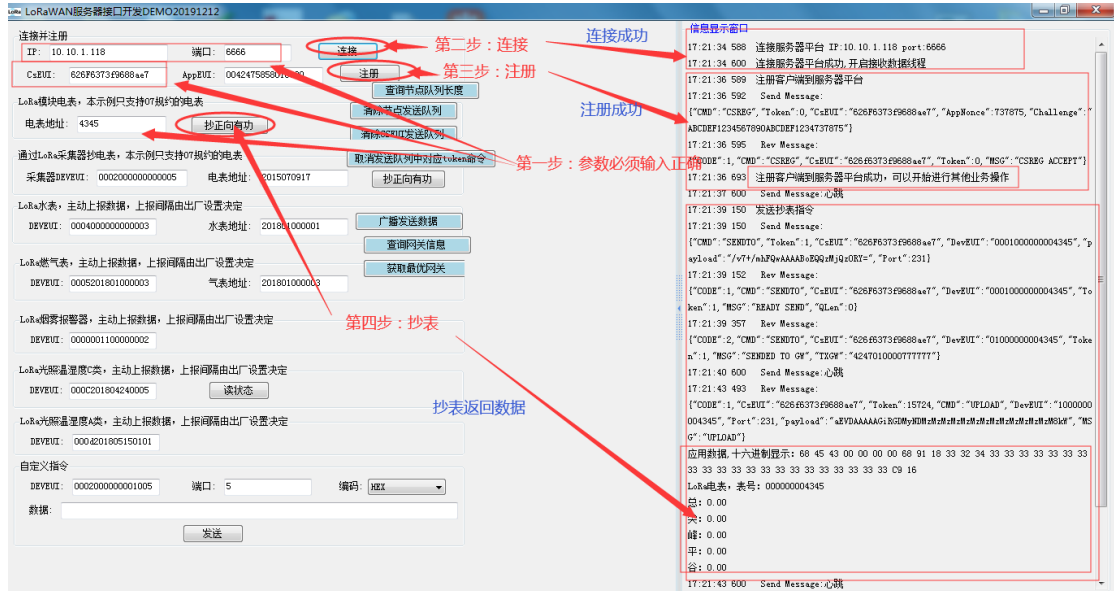 LoRaWAN服务器接口开发DEMO20191212
连接并注册
IP: 10.10.1.118 端口: 6666 连接
CsEUI: 626F6373f9688ae7 AppEUI: 注册
第二步：连接
第三步：注册
查询节点队列长度
LoRa模块电表，本示例只支持07规约的电表
清除节点发送队列
电表地址: 4345 抄正向有功
通过LoRa采集器抄电表，本示例只支持07规约的电表
取消发送队列中对应token命令
第一步：参数必须输入正确
采集器DEVEUI: 0002000000000005 电表地址: 2015070917 抄正向有功
LoRa水表，主动上报数据，上报间隔由出厂设置决定
广播发送数据
DEVEUI: 0004000000000003 水表地址: 201801000001
查询网关信息
LoRa燃气表，主动上报数据，上报间隔由出厂设置决定
获取最优网关
DEVEUI: 0005201801000003 气表地址: 201801000003
LoRa烟雾报警器，主动上报数据，上报间隔由出厂设置决定
第四步：抄表
DEVEUI: 0000001100000002
LoRa光照温湿度C类，主动上报数据，上报间隔由出厂设置决定
DEVEUI: 000C201804240005 读状态
抄表返回数据
LoRa光照温湿度A类，主动上报数据，上报间隔由出厂设置决定
DEVEUI: 0004201805150101
自定义指令
DEVEUI: 0002000000001005 端口: 5 编码: HEX
数据:
发送
连接成功
注册成功
信息显示窗口
17:21:34 588 连接服务器平台 IP:10.10.1.118 port:6666
17:21:34 600 连接服务器平台成功,开启接收数据线程
17:21:36 589 注册客户端到服务器平台
17:21:36 592 Send Message:
{"CMD":"CSREG","Token":0,"CsEUI":"626f6373f9688ae7","AppNonce":737875,"Challenge":"
ABCDEF1234567890ABCDEF1234737875"}
17:21:36 595 Rev Message:
{"CODE":1,"CMD":"CSREG","CsEUI":"626f6373f9688ae7","Token":0,"MSG":"CSREG ACCEPT"}
17:21:36 693 注册客户端到服务器平台成功，可以开始进行其他业务操作
17:21:37 600 Send Message:心跳
17:21:39 150 发送抄表指令
17:21:39 150 Send Message:
{"CMD":"SENDTO","Token":1,"CsEUI":"626F6373f9688ae7","DevEUI":"0001000000004345","p
ayload":"/v7+/mhFQwAAAABoEQQzMjQzORY=","Port":231}
17:21:39 152 Rev Message:
{"CODE":1,"CMD":"SENDTO","CsEUI":"626F6373f9688ae7","DevEUI":"0001000000004345","To
ken":1,"MSG":"READY SEND","QLen":0}
17:21:39 357 Rev Message:
{"CODE":2,"CMD":"SENDTO","CsEUI":"626f6373f9688ae7","DevEUI":"01000000004345","Toke
n":1,"MSG":"SENDED TO GW","TXGW":"4247010000777777"}
17:21:40 600 Send Message:心跳
17:21:43 493 Rev Message:
{"CODE":1,"CsEUI":"626f6373f9688ae7","Token":15724,"CMD":"UPLOAD","DevEUI":"1000000
G":"UPLOAD"}
应用数据,十六进制显示: 68 45 43 00 00 00 00 68 91 18 33 32 34 33 33 33 33 33 33 33
33 33 33 33 33 33 33 33 33 33 33 33 33 33 C9 16
LoRa电表，表号: 000000004345
总: 0.00
尖: 0.00
峰: 0.00
平: 0.00
谷: 0.00
17:21:43 600 Send Message:心跳